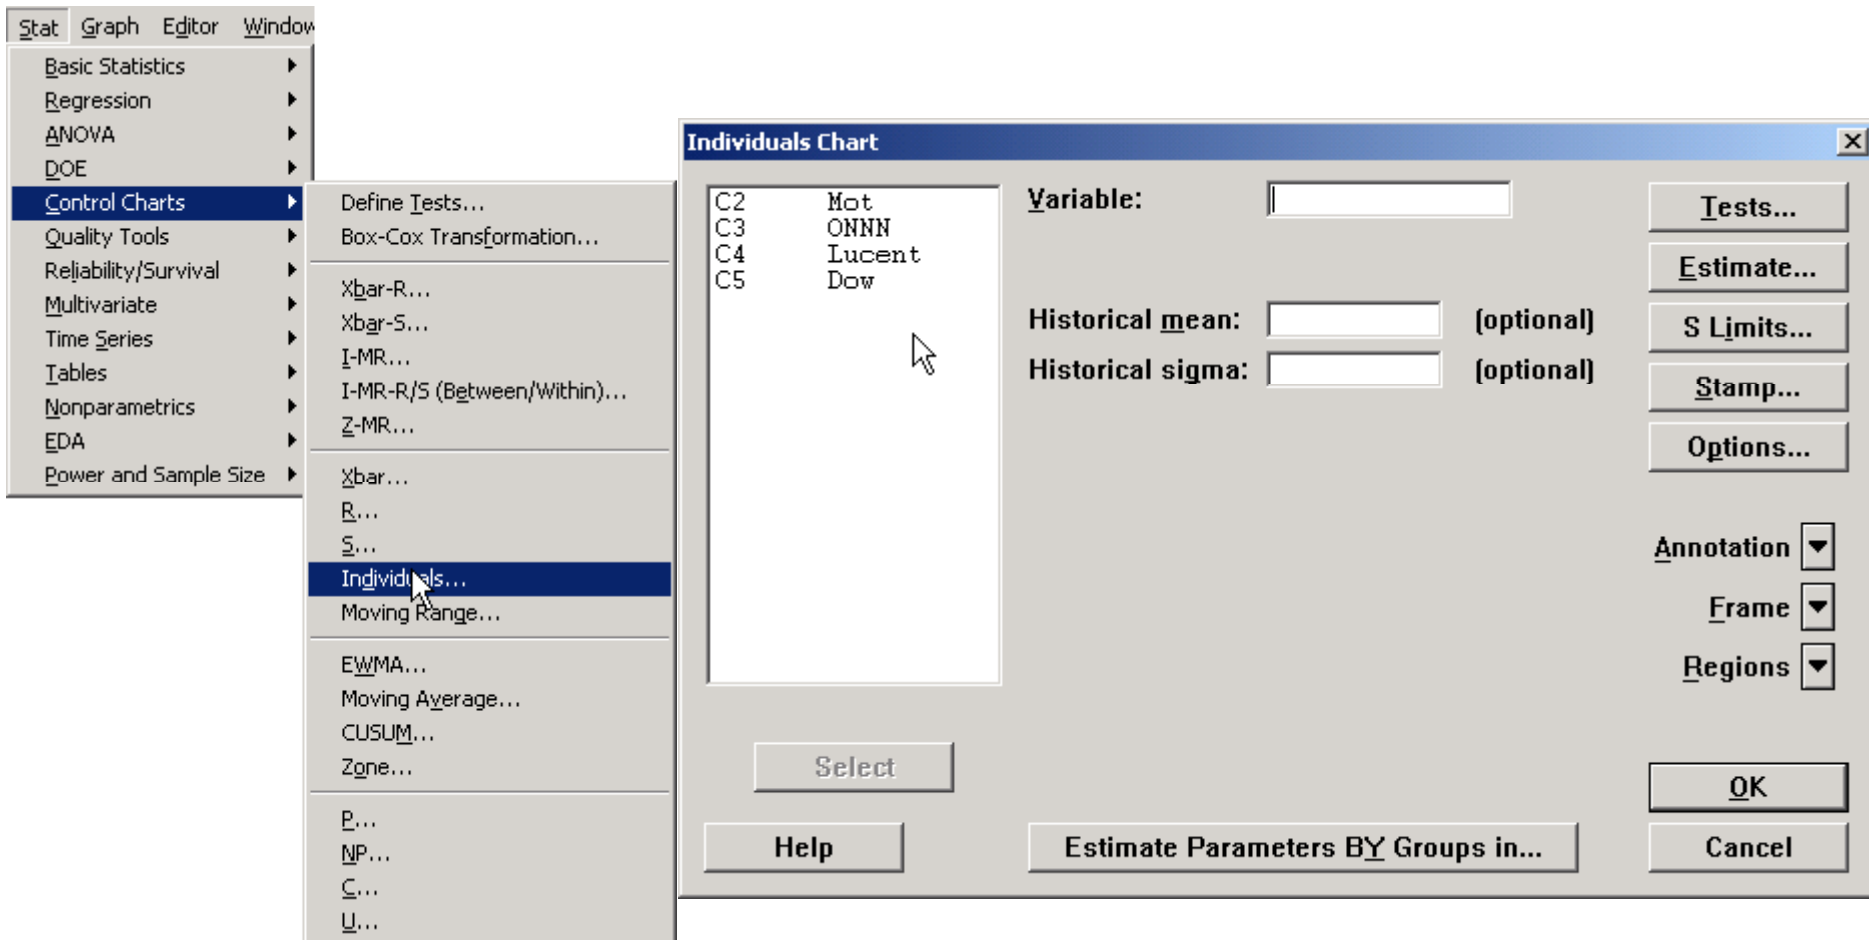 Stat Graph Editor Window
Basic Statistics
Regression
ANOVA
DOE
Control Charts
Quality Tools
Reliability/Survival
Multivariate
Time Series
Tables
Nonparametrics
EDA
Power and Sample Size
Define Tests...
Box-Cox Transformation...
Xbar-R...
Xbar-S...
I-MR...
I-MR-R/S (Between/Within)...
Z-MR...
Xbar...
R...
S...
Individuals...
Moving Range...
EWMA...
Moving Average...
CUSUM...
Zone...
P...
NP...
C...
U...
Individuals Chart
C2 Mot
C3 ONNN
C4 Lucent
C5 Dow
Variable:
Historical mean: (optional)
Historical sigma: (optional)
Tests...
Estimate...
S Limits...
Stamp...
Options...
Annotation
Frame
Regions
Select
OK
Help
Estimate Parameters BY Groups in...
Cancel